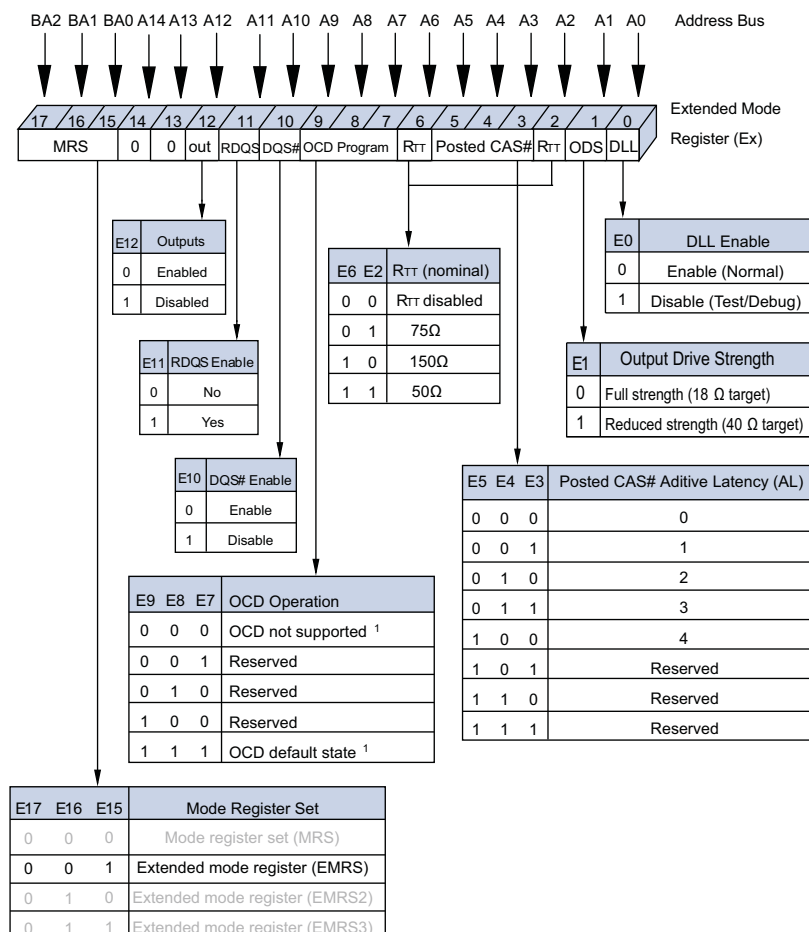 BA2 BA1 BA0 A14 A13 A12 A11 A10 A9 A8 A7 A6 A5 A4 A3 A2 A1 A0 Address Bus
17 16 15 14 13 12 11 10 9 8 7 6 5 4 3 2 1 0 Extended Mode
MRS 0 0 out RDQS DQS# OCD Program RTT Posted CAS# RTT ODS DLL Register (Ex)
E12 Outputs
0 Enabled
1 Disabled
E6 E2 RTT (nominal)
0 0 RTT disabled
0 1 75Ω
1 0 150Ω
1 1 50Ω
E0 DLL Enable
0 Enable (Normal)
1 Disable (Test/Debug)
E11 RDQS Enable
0 No
1 Yes
E1 Output Drive Strength
0 Full strength (18 Ω target)
1 Reduced strength (40 Ω target)
E10 DQS# Enable
0 Enable
1 Disable
E5 E4 E3 Posted CAS# Aditive Latency (AL)
0 0 0 0
0 0 1 1
0 1 0 2
0 1 1 3
1 0 0 4
1 0 1 Reserved
1 1 0 Reserved
1 1 1 Reserved
E9 E8 E7 OCD Operation
0 0 0 OCD not supported 1
0 0 1 Reserved
0 1 0 Reserved
1 0 0 Reserved
1 1 1 OCD default state 1
E17 E16 E15 Mode Register Set
0 0 0 Mode register set (MRS)
0 0 1 Extended mode register (EMRS)
0 1 0 Extended mode register (EMRS2)
0 1 1 Extended mode register (EMRS3)